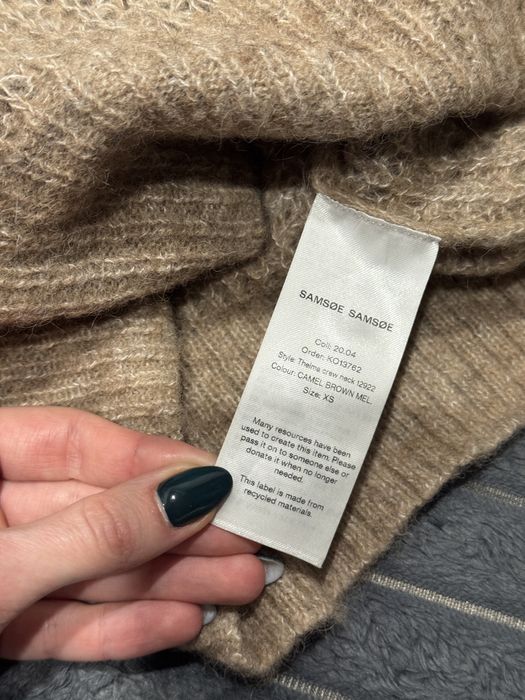 SAMSØE SAMSØE
Coll: 20.04
Order: KO13762
Style: Thelma crew neck 12922
Colour: CAMEL BROWN MEL.
Size: XS
Many resources have been
used to create this item. Please
pass it on to someone else or
donate it when no longer
needed.
This label is made from
recycled materials.